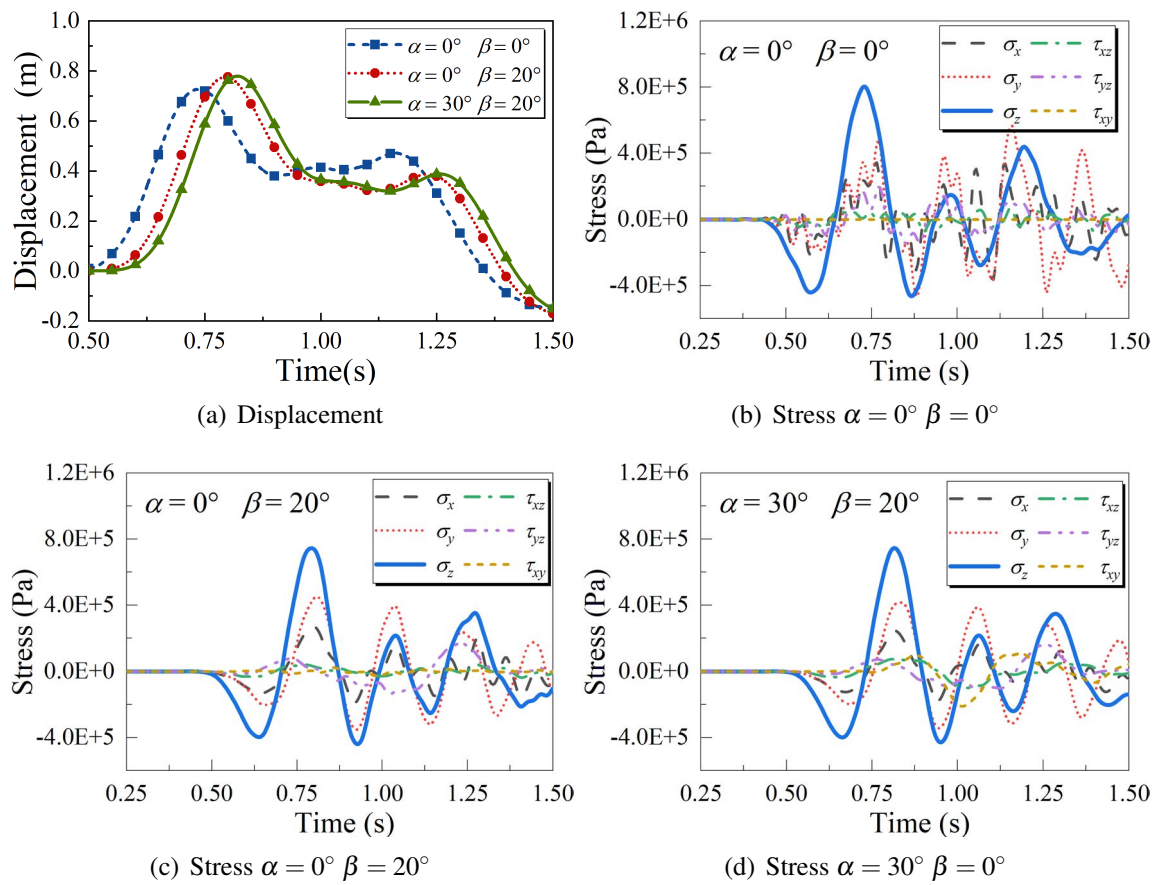 1.0
0.8
0.6
0.4
0.2
0.0
-0.2
Displacement (m)
α=0° β=0°
α=0° β=20°
α=30° β=20°
0.50 0.75 1.00 1.25 1.50
Time(s)
(a) Displacement
1.2E+6
8.0E+5
4.0E+5
0.0E+0
-4.0E+5
Stress (Pa)
α=0° β=0°
σx τxz
σy τyz
σz τxy
0.25 0.50 0.75 1.00 1.25 1.50
Time (s)
(b) Stress α = 0° β = 0°
1.2E+6
8.0E+5
4.0E+5
0.0E+0
-4.0E+5
Stress (Pa)
α=0° β=20°
σx τxz
σy τyz
σz τxy
0.25 0.50 0.75 1.00 1.25 1.50
Time (s)
(c) Stress α = 0° β = 20°
1.2E+6
8.0E+5
4.0E+5
0.0E+0
-4.0E+5
Stress (Pa)
α=30° β=20°
σx τxz
σy τyz
σz τxy
0.25 0.50 0.75 1.00 1.25 1.50
Time (s)
(d) Stress α = 30° β = 0°